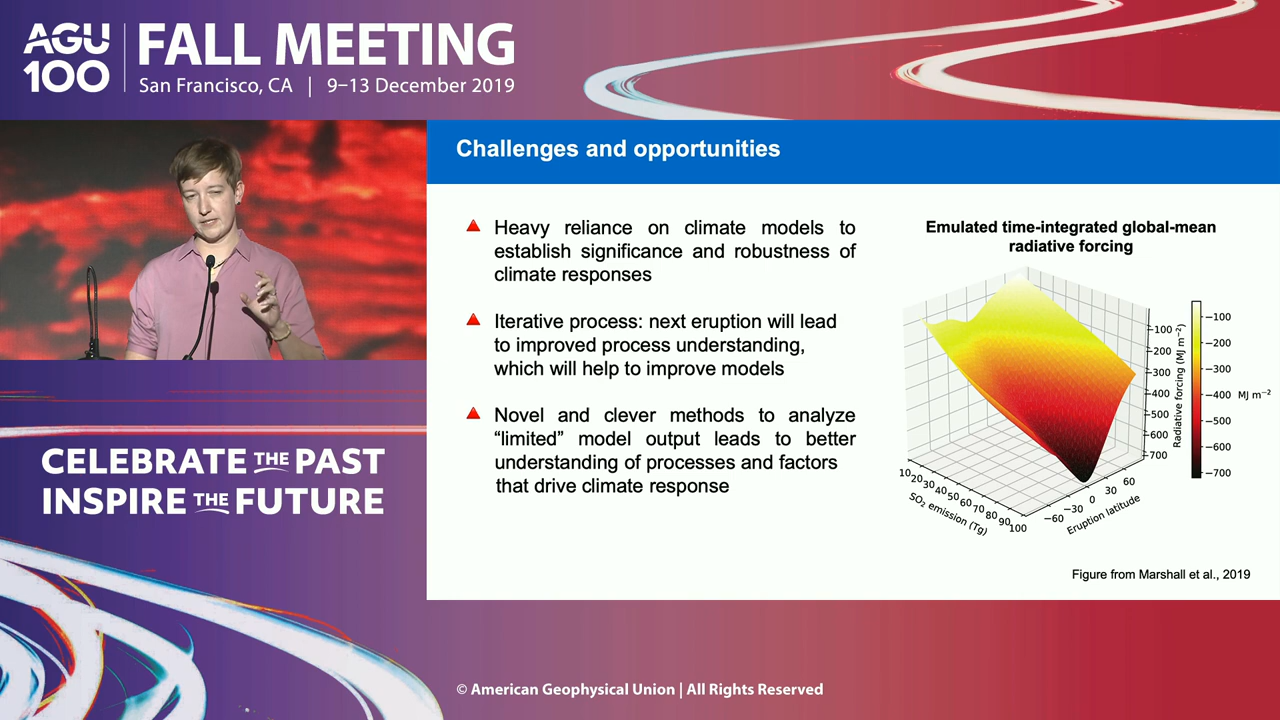 AGU
100
FALL MEETING
San Francisco, CA | 9–13 December 2019
Challenges and opportunities
Heavy reliance on climate models to
establish significance and robustness of
climate responses
Iterative process: next eruption will lead
to improved process understanding,
which will help to improve models
Novel and clever methods to analyze
“limited” model output leads to better
understanding of processes and factors
that drive climate response
Emulated time-integrated global-mean
radiative forcing
−100
−200
−300
−400
−500
−600
−700
Radiative forcing (MJ m⁻²)
−100
−200
−300
−400
−500
−600
−700
MJ m⁻²
10
20
30
40
50
60
70
80
90
100
SO₂ emission (Tg)
−60
−30
0
30
60
Eruption latitude
Figure from Marshall et al., 2019
CELEBRATE THE PAST
INSPIRE THE FUTURE
© American Geophysical Union | All Rights Reserved